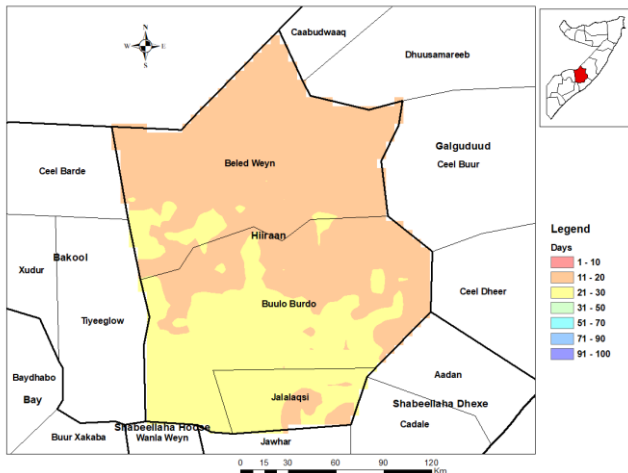 N
W E
S
Caabudwaaq
Dhuusamareeb
Galguduud
Ceel Buur
Ceel Barde
Beled Weyn
Hiiraan
Bakool
Xudur
Tiyeeglow
Buulo Burdo
Ceel Dheer
Baydhabo
Bay
Jalalaqsi
Aadan
Shabeellaha Dhexe
Cadale
Shabeellaha Hoose
Buur Xakaba
Wanla Weyn
Jawhar
Legend
Days
1 - 10
11 - 20
21 - 30
31 - 50
51 - 70
71 - 90
91 - 100
0 15 30 60 90 120
Km